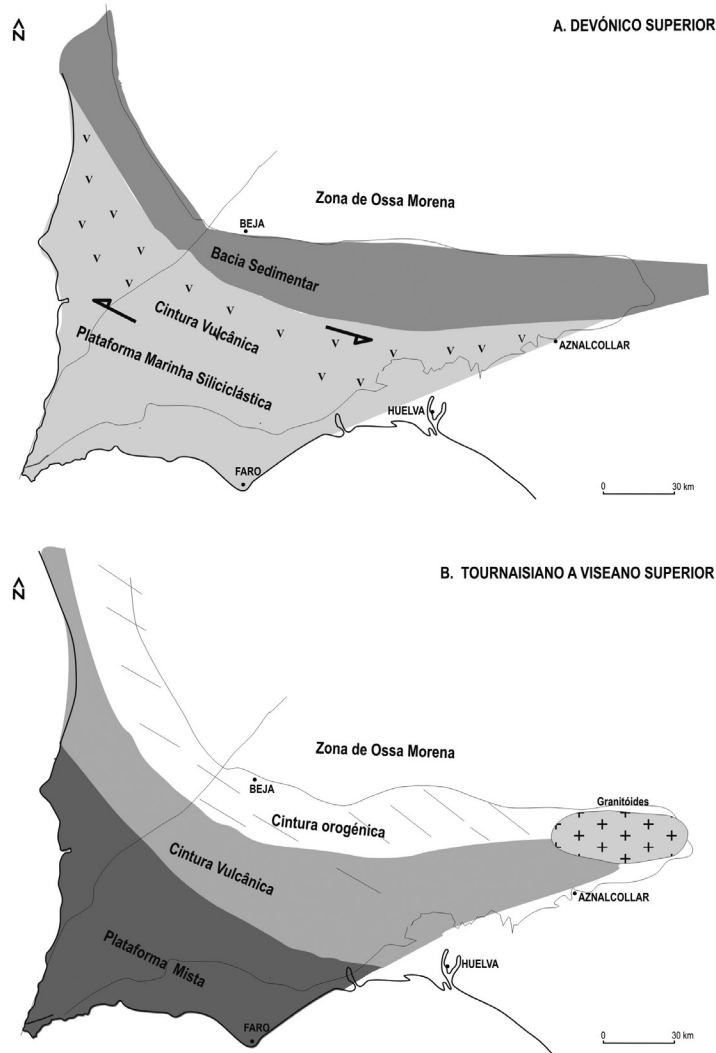 N
A. DEVÓNICO SUPERIOR
Zona de Ossa Morena
BEJA
Bacia Sedimentar
Cintura Vulcânica
Plataforma Marinha Siliciclástica
AZNALCOLLAR
HUELVA
FARO
0 30 km
V V V V V V V V V V V V V V V V V V V
N
B. TOURNAISIANO A VISEANO SUPERIOR
Zona de Ossa Morena
BEJA
Granitóides
Cintura orogénica
Cintura Vulcânica
AZNALCOLLAR
Plataforma Mista
HUELVA
FARO
0 30 km